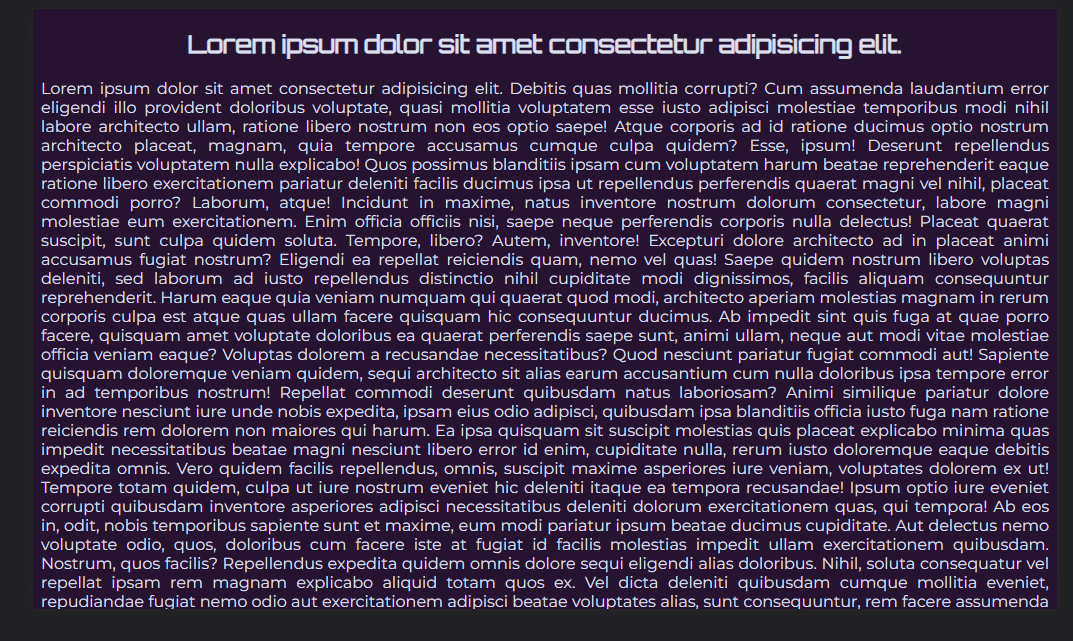 Lorem ipsum dolor sit amet consectetur adipisicing elit.
Lorem ipsum dolor sit amet consectetur adipisicing elit. Debitis quas mollitia corrupti? Cum assumenda laudantium error
eligendi illo provident doloribus voluptate, quasi mollitia voluptatem esse iusto adipisci molestiae temporibus modi nihil
labore architecto ullam, ratione libero nostrum non eos optio saepe! Atque corporis ad id ratione ducimus optio nostrum
architecto placeat, magnam, quia tempore accusamus cumque culpa quidem? Esse, ipsum! Deserunt repellendus
perspiciatis voluptatem nulla explicabo! Quos possimus blanditiis ipsam cum voluptatem harum beatae reprehenderit eaque
ratione libero exercitationem pariatur deleniti facilis ducimus ipsa ut repellendus perferendis quaerat magni vel nihil, placeat
commodi porro? Laborum, atque! Incidunt in maxime, natus inventore nostrum dolorum consectetur, labore magni
molestiae eum exercitationem. Enim officia officiis nisi, saepe neque perferendis corporis nulla delectus! Placeat quaerat
suscipit, sunt culpa quidem soluta. Tempore, libero? Autem, inventore! Excepturi dolore architecto ad in placeat animi
accusamus fugiat nostrum? Eligendi ea repellat reiciendis quam, nemo vel quas! Saepe quidem nostrum libero voluptas
deleniti, sed laborum ad iusto repellendus distinctio nihil cupiditate modi dignissimos, facilis aliquam consequuntur
reprehenderit. Harum eaque quia veniam numquam qui quaerat quod modi, architecto aperiam molestias magnam in rerum
corporis culpa est atque quas ullam facere quisquam hic consequuntur ducimus. Ab impedit sint quis fuga at quae porro
facere, quisquam amet voluptate doloribus ea quaerat perferendis saepe sunt, animi ullam, neque aut modi vitae molestiae
officia veniam eaque? Voluptas dolorem a recusandae necessitatibus? Quod nesciunt pariatur fugiat commodi aut! Sapiente
quisquam doloremque veniam quidem, sequi architecto sit alias earum accusantium cum nulla doloribus ipsa tempore error
in ad temporibus nostrum! Repellat commodi deserunt quibusdam natus laboriosam? Animi similique pariatur dolore
inventore nesciunt iure unde nobis expedita, ipsam eius odio adipisci, quibusdam ipsa blanditiis officia iusto fuga nam ratione
reiciendis rem dolorem non maiores qui harum. Ea ipsa quisquam sit suscipit molestias quis placeat explicabo minima quas
impedit necessitatibus beatae magni nesciunt libero error id enim, cupiditate nulla, rerum iusto doloremque eaque debitis
expedita omnis. Vero quidem facilis repellendus, omnis, suscipit maxime asperiores iure veniam, voluptates dolorem ex ut!
Tempore totam quidem, culpa ut iure nostrum eveniet hic deleniti itaque ea tempora recusandae! Ipsum optio iure eveniet
corrupti quibusdam inventore asperiores adipisci necessitatibus deleniti dolorum exercitationem quas, qui tempora! Ab eos
in, odit, nobis temporibus sapiente sunt et maxime, eum modi pariatur ipsum beatae ducimus cupiditate. Aut delectus nemo
voluptate odio, quos, doloribus cum facere iste at fugiat id facilis molestias impedit ullam exercitationem quibusdam.
Nostrum, quos facilis? Repellendus expedita quidem omnis dolore sequi eligendi alias doloribus. Nihil, soluta consequatur vel
repellat ipsam rem magnam explicabo aliquid totam quos ex. Vel dicta deleniti quibusdam cumque mollitia eveniet,
repudiandae fugiat nemo odio aut exercitationem adipisci beatae voluptates alias, sunt consequuntur, rem facere assumenda